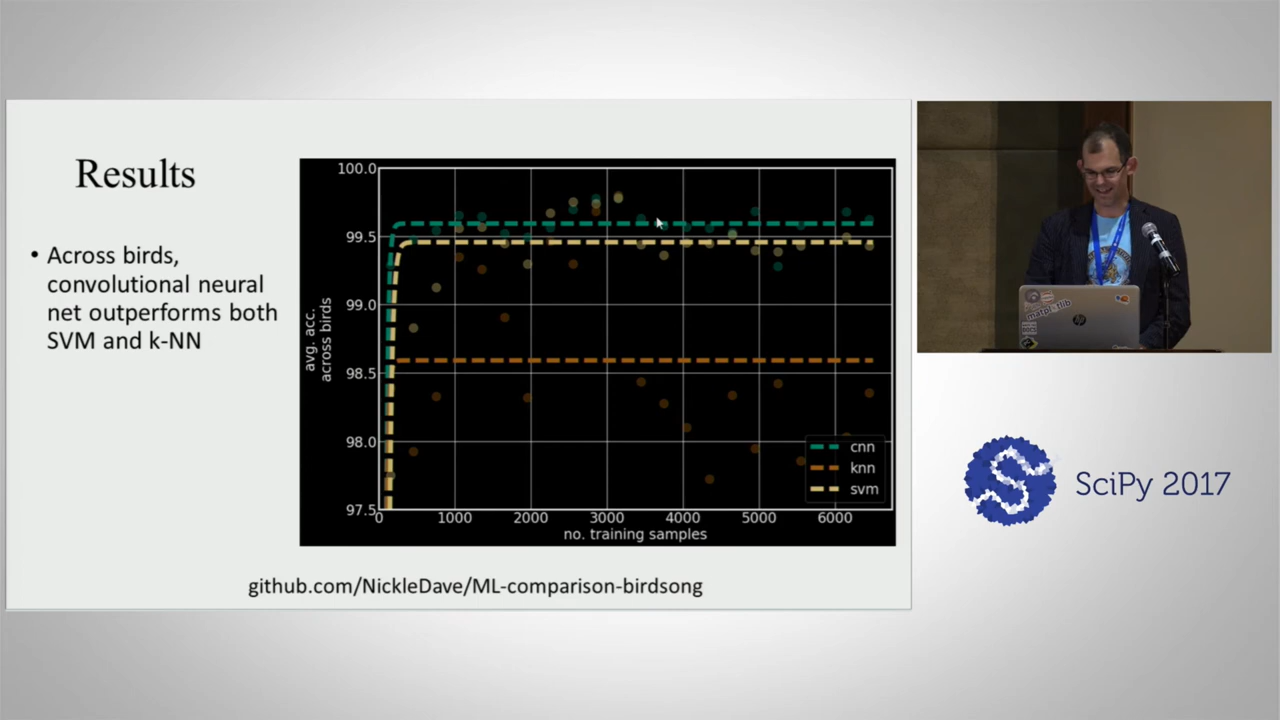 Results
• Across birds,
convolutional neural
net outperforms both
SVM and k-NN
avg. acc.
across birds
100.0
99.5
99.0
98.5
98.0
97.5
0 1000 2000 3000 4000 5000 6000
no. training samples
cnn
knn
svm
github.com/NickleDave/ML-comparison-birdsong
matplotlib
hp
SciPy 2017